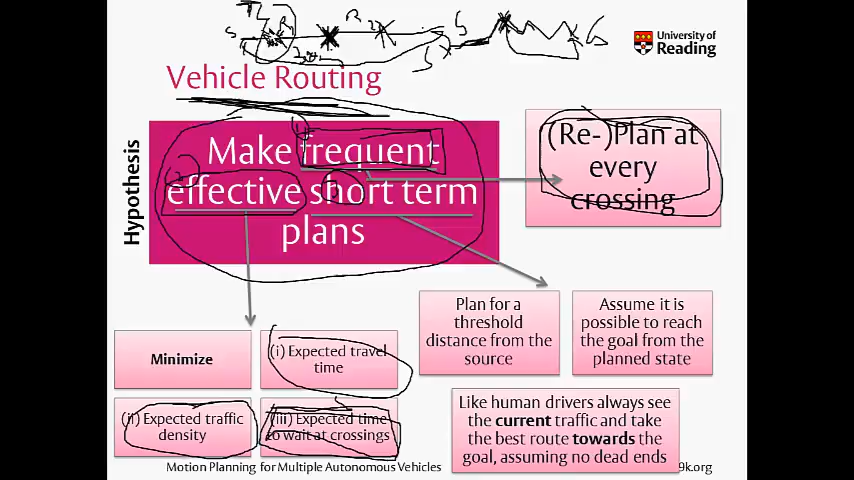 University of
Reading
Vehicle Routing
Hypothesis
Make frequent
effective short term
plans
(Re-)Plan at
every
crossing
Minimize
(i) Expected travel
time
(ii) Expected traffic
density
(iii) Expected time
to wait at crossings
Plan for a
threshold
distance from the
source
Assume it is
possible to reach
the goal from the
planned state
Like human drivers always see
the current traffic and take
the best route towards the
goal, assuming no dead ends
Motion Planning for Multiple Autonomous Vehicles
9k.org